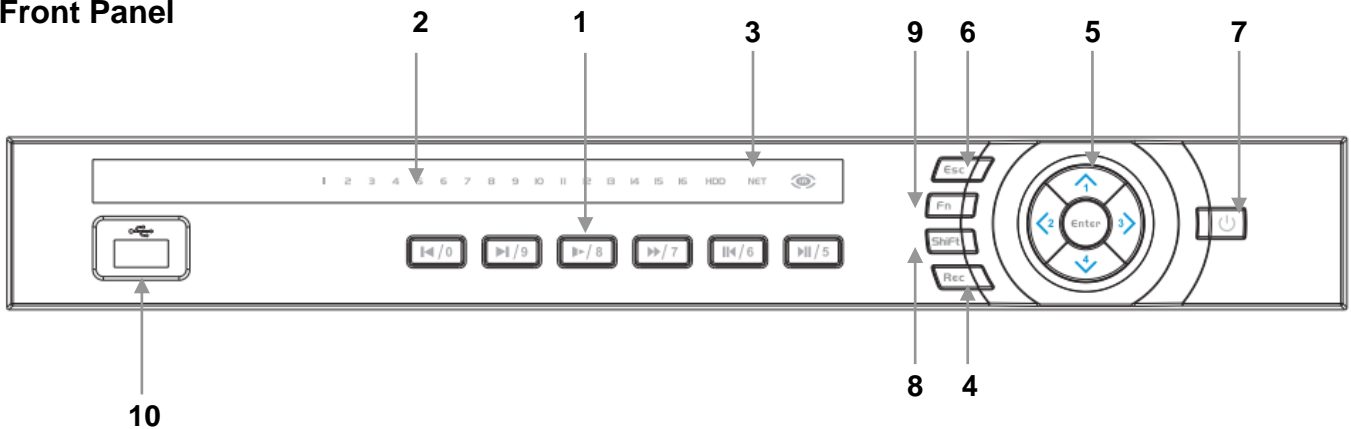 Front Panel
2 1 3 9 6 5 7
1 2 3 4 5 6 7 8 9 10 11 12 13 14 15 16 HDD NET IR
Esc
Fn
Shift
Rec
1
2 Enter 3
4
/0 /9 /8 /7 /6 /5
8 4
10